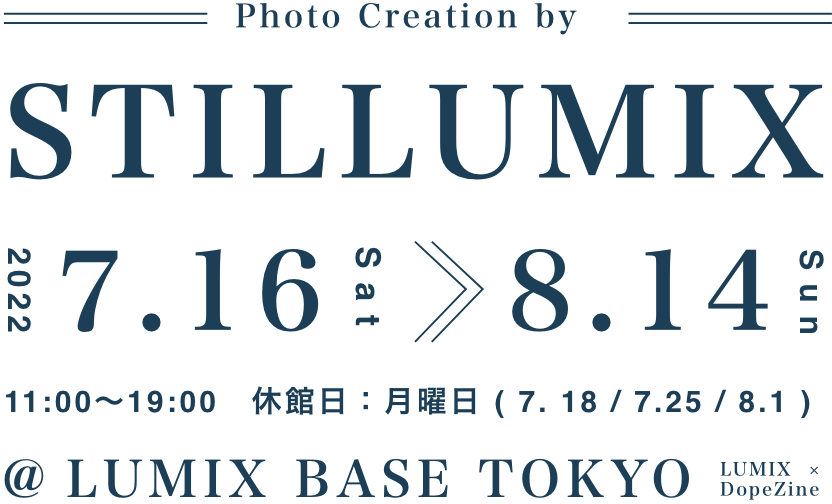 Photo Creation by
STILLUMIX
2022 7.16 Sat 8.14 Sun
11:00〜19:00 休館日：月曜日 ( 7. 18 / 7.25 / 8.1 )
@ LUMIX BASE TOKYO
LUMIX ×
DopeZine